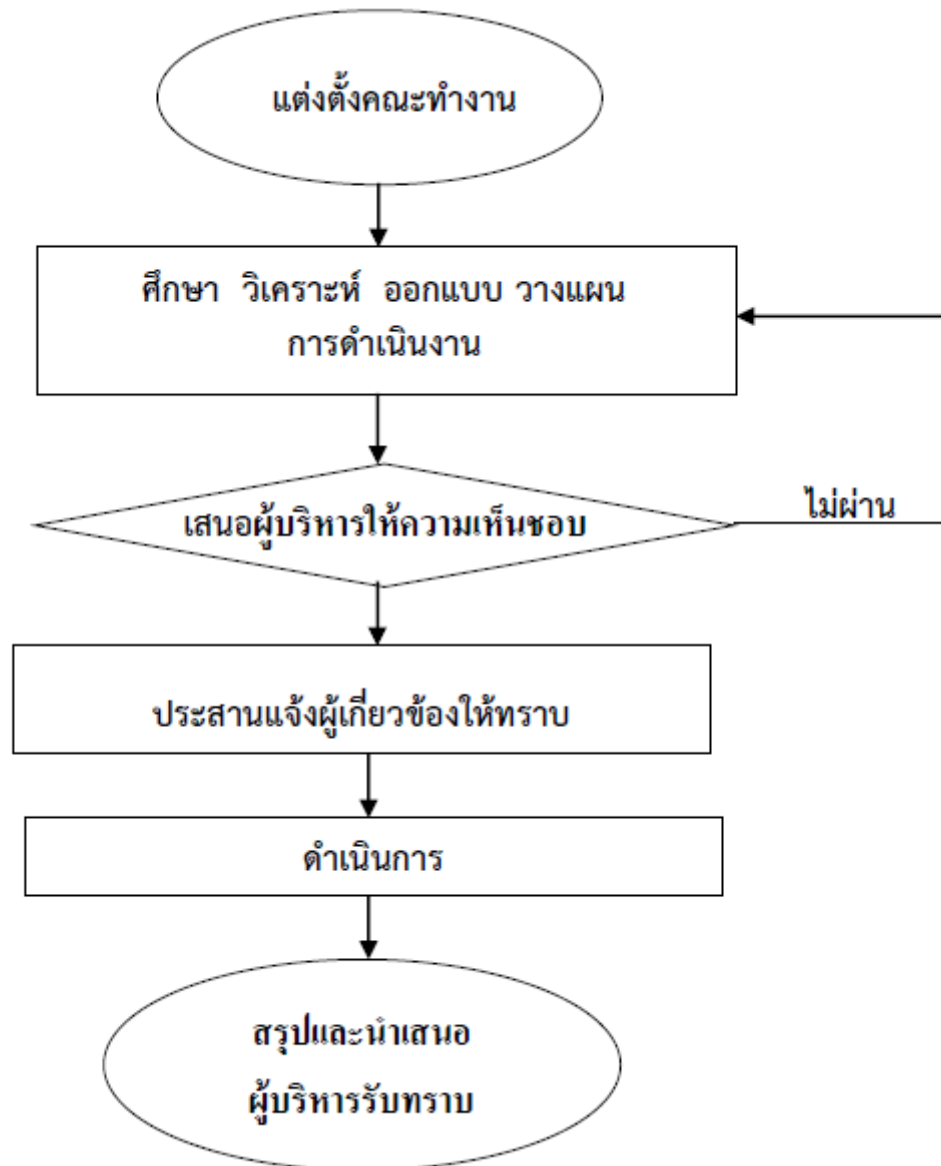 แต่งตั้งคณะทำงาน
ศึกษา วิเคราะห์ ออกแบบ วางแผน
การดำเนินงาน
เสนอผู้บริหารให้ความเห็นชอบ
ไม่ผ่าน
ประสานแจ้งผู้เกี่ยวข้องให้ทราบ
ดำเนินการ
สรุปและนำเสนอ
ผู้บริหารรับทราบ